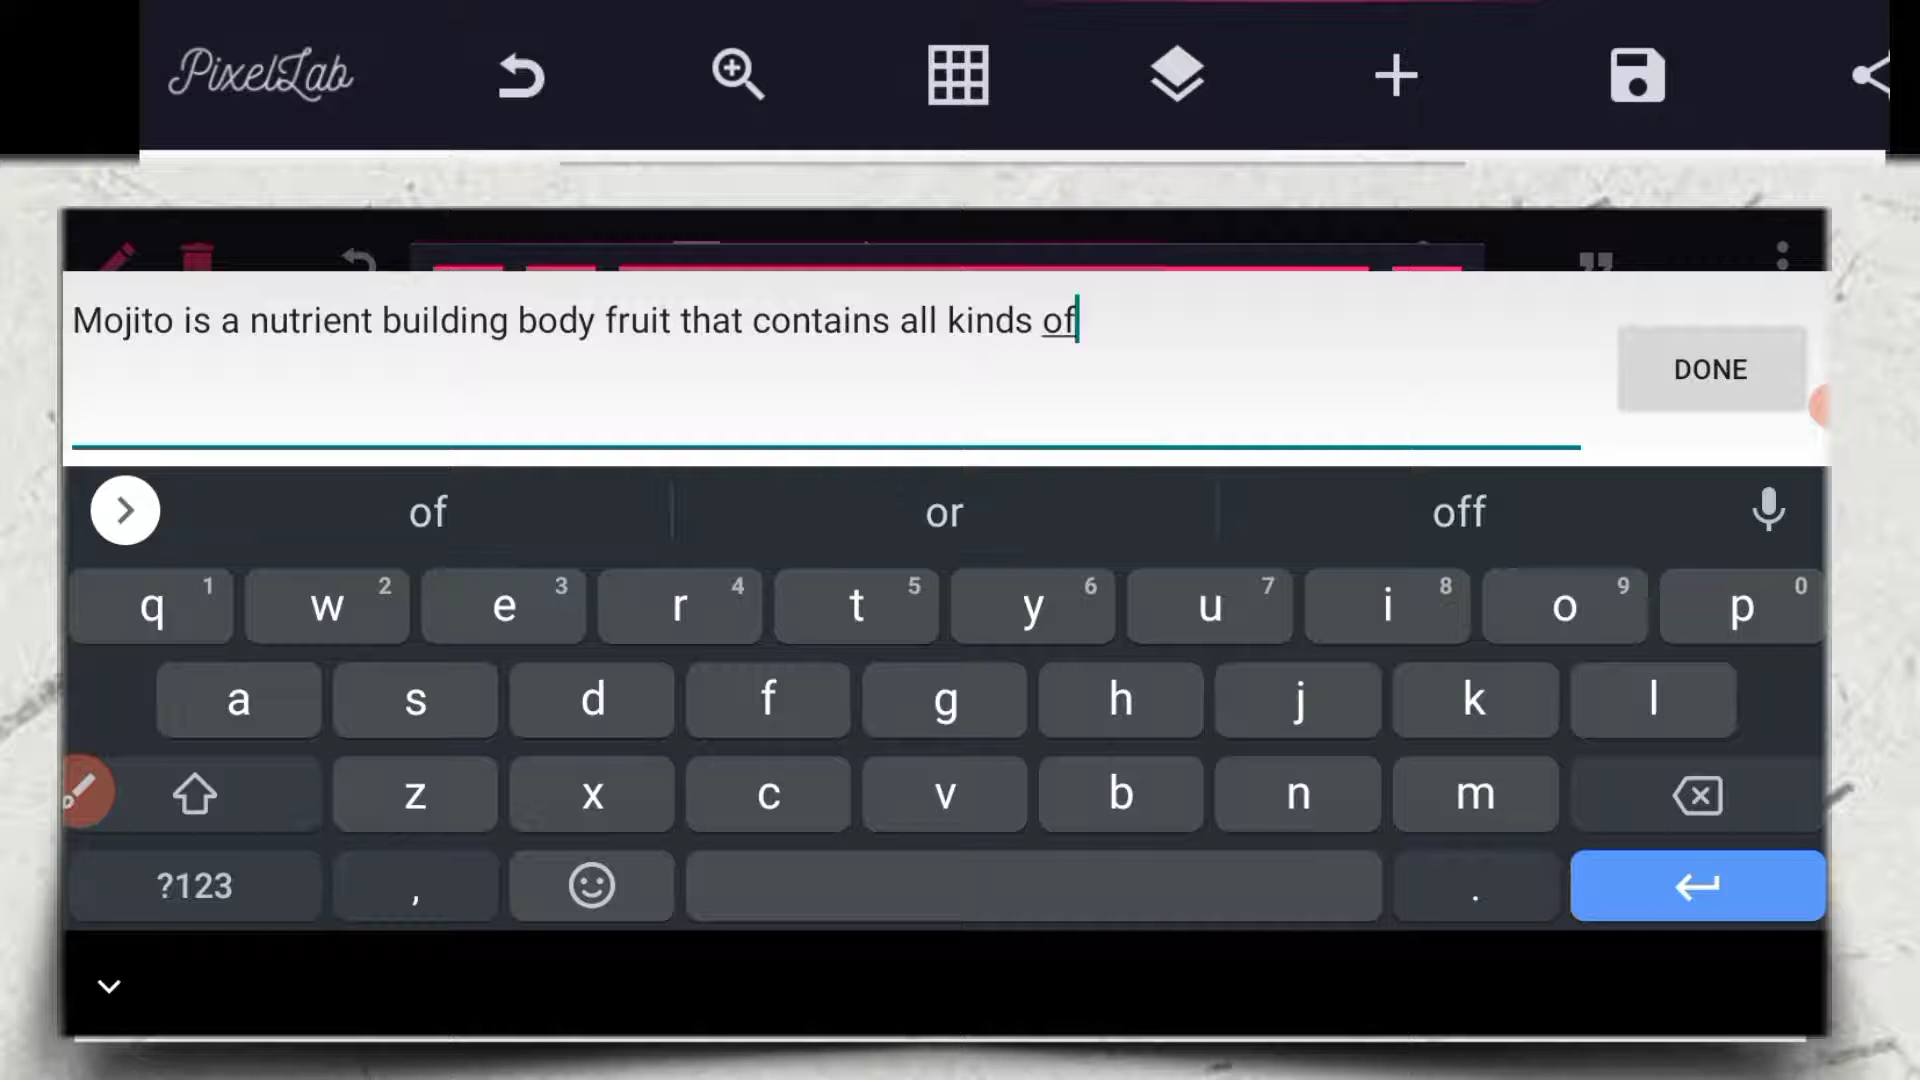 PixelLab
Mojito is a nutrient building body fruit that contains all kinds of
DONE
of or off
q 1 w 2 e 3 r 4 t 5 y 6 u 7 i 8 o 9 p 0
a s d f g h j k l
z x c v b n m
?123 , .